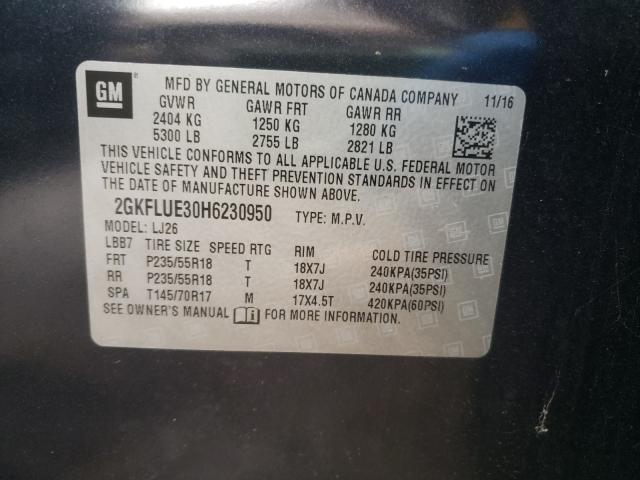 GM ®
MFD BY GENERAL MOTORS OF CANADA COMPANY 11/16
GVWR GAWR FRT GAWR RR
2404 KG 1250 KG 1280 KG
5300 LB 2755 LB 2821 LB
THIS VEHICLE CONFORMS TO ALL APPLICABLE U.S. FEDERAL MOTOR
VEHICLE SAFETY AND THEFT PREVENTION STANDARDS IN EFFECT ON
THE DATE OF MANUFACTURE SHOWN ABOVE.
2GKFLUE30H6230950 TYPE: M.P.V.
MODEL: LJ26
LBB7 TIRE SIZE SPEED RTG RIM COLD TIRE PRESSURE
FRT P235/55R18 T 18X7J 240KPA(35PSI)
RR P235/55R18 T 18X7J 240KPA(35PSI)
SPA T145/70R17 M 17X4.5T 420KPA(60PSI)
SEE OWNER'S MANUAL FOR MORE INFORMATION.